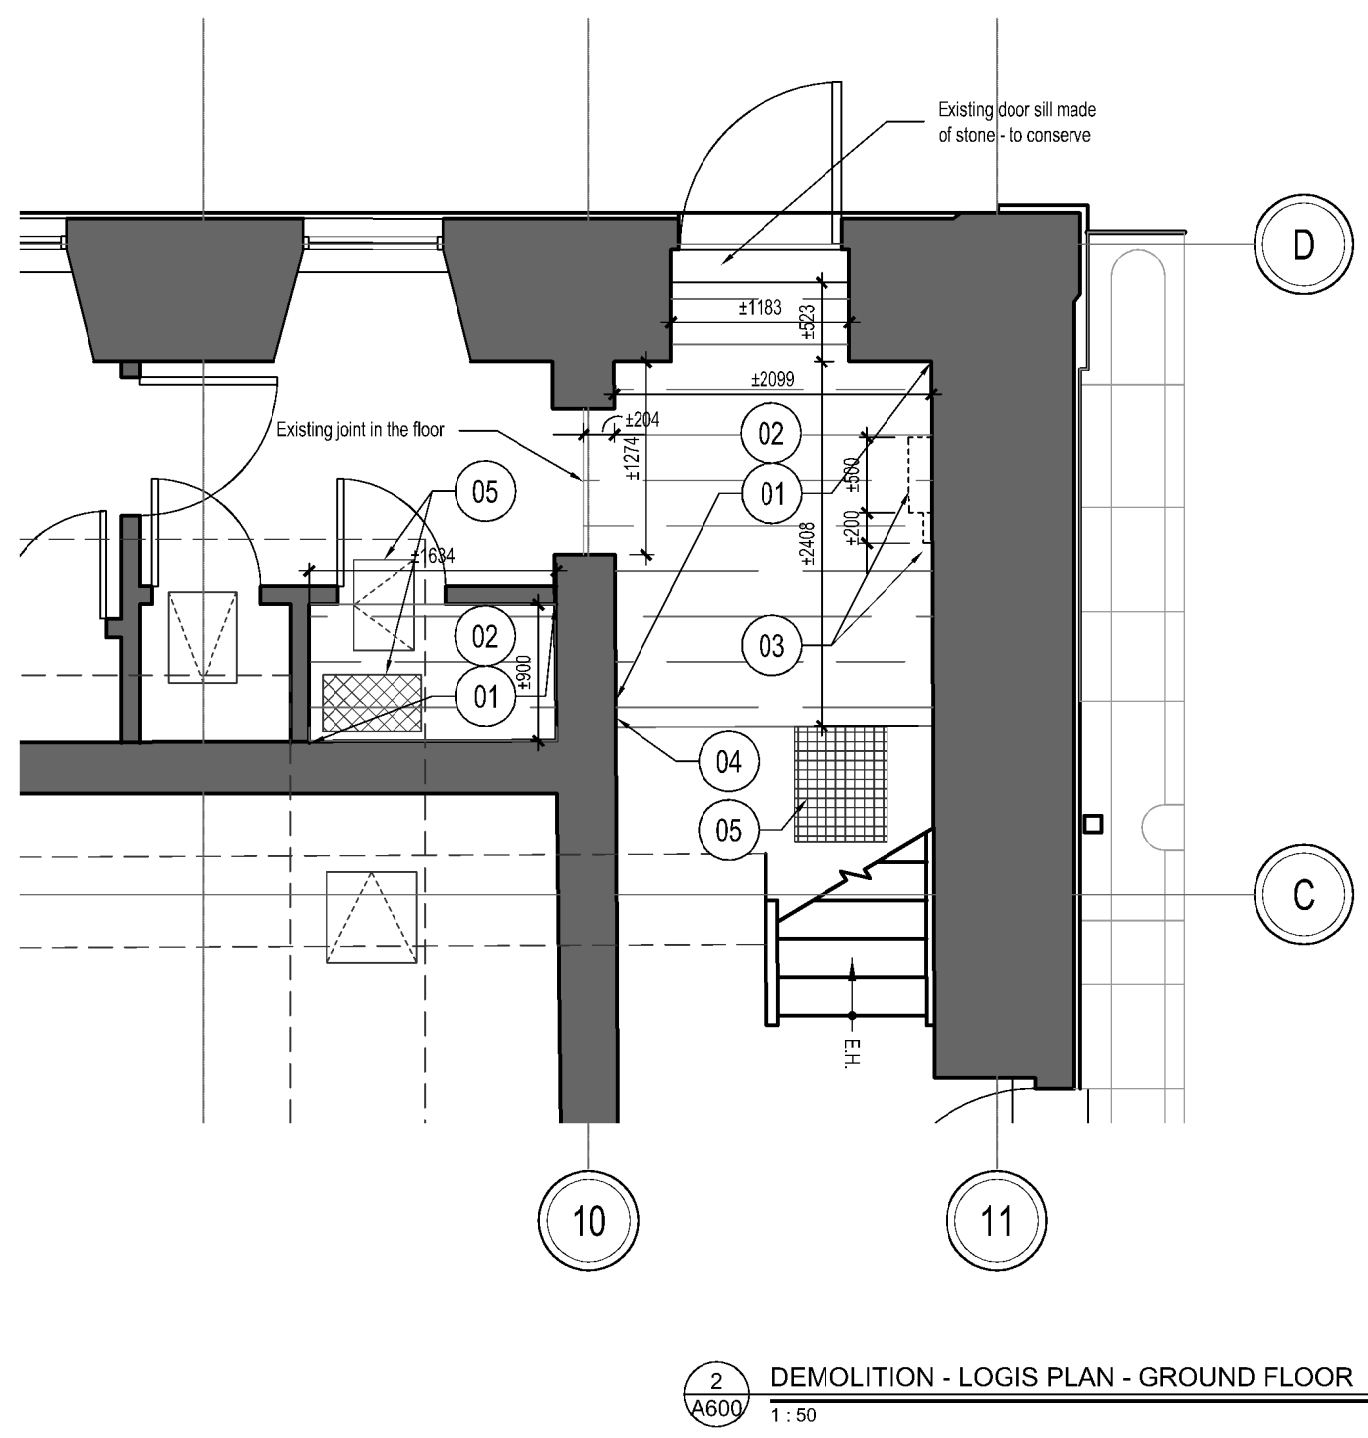 Existing door sill made
of stone - to conserve
D
±1183
±523
±2099
±204
Existing joint in the floor
02
±1274
±500
05
01
±200
±2408
±1634
02
03
±900
01
04
05
C
E.H.
10
11
2
A600
DEMOLITION - LOGIS PLAN - GROUND FLOOR
1 : 50